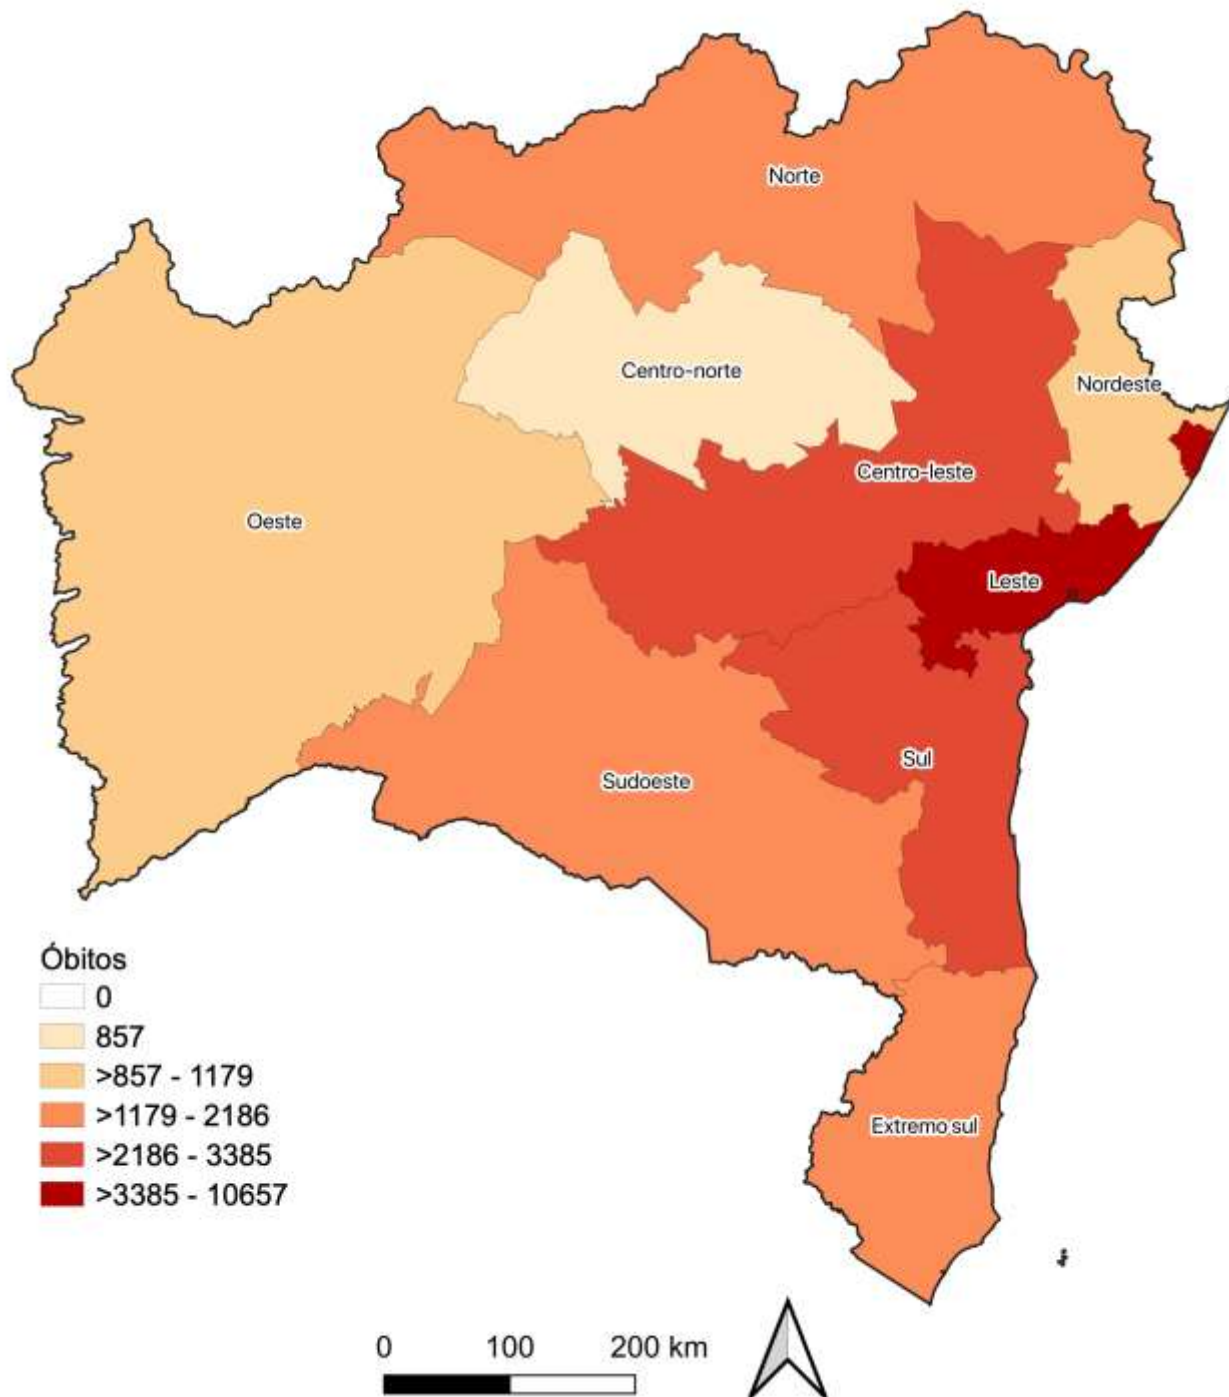 Norte
Centro-norte
Nordeste
Centro-leste
Oeste
Leste
Sul
Sudoeste
Extremo sul
Óbitos
0
857
>857 - 1179
>1179 - 2186
>2186 - 3385
>3385 - 10657
0 100 200 km